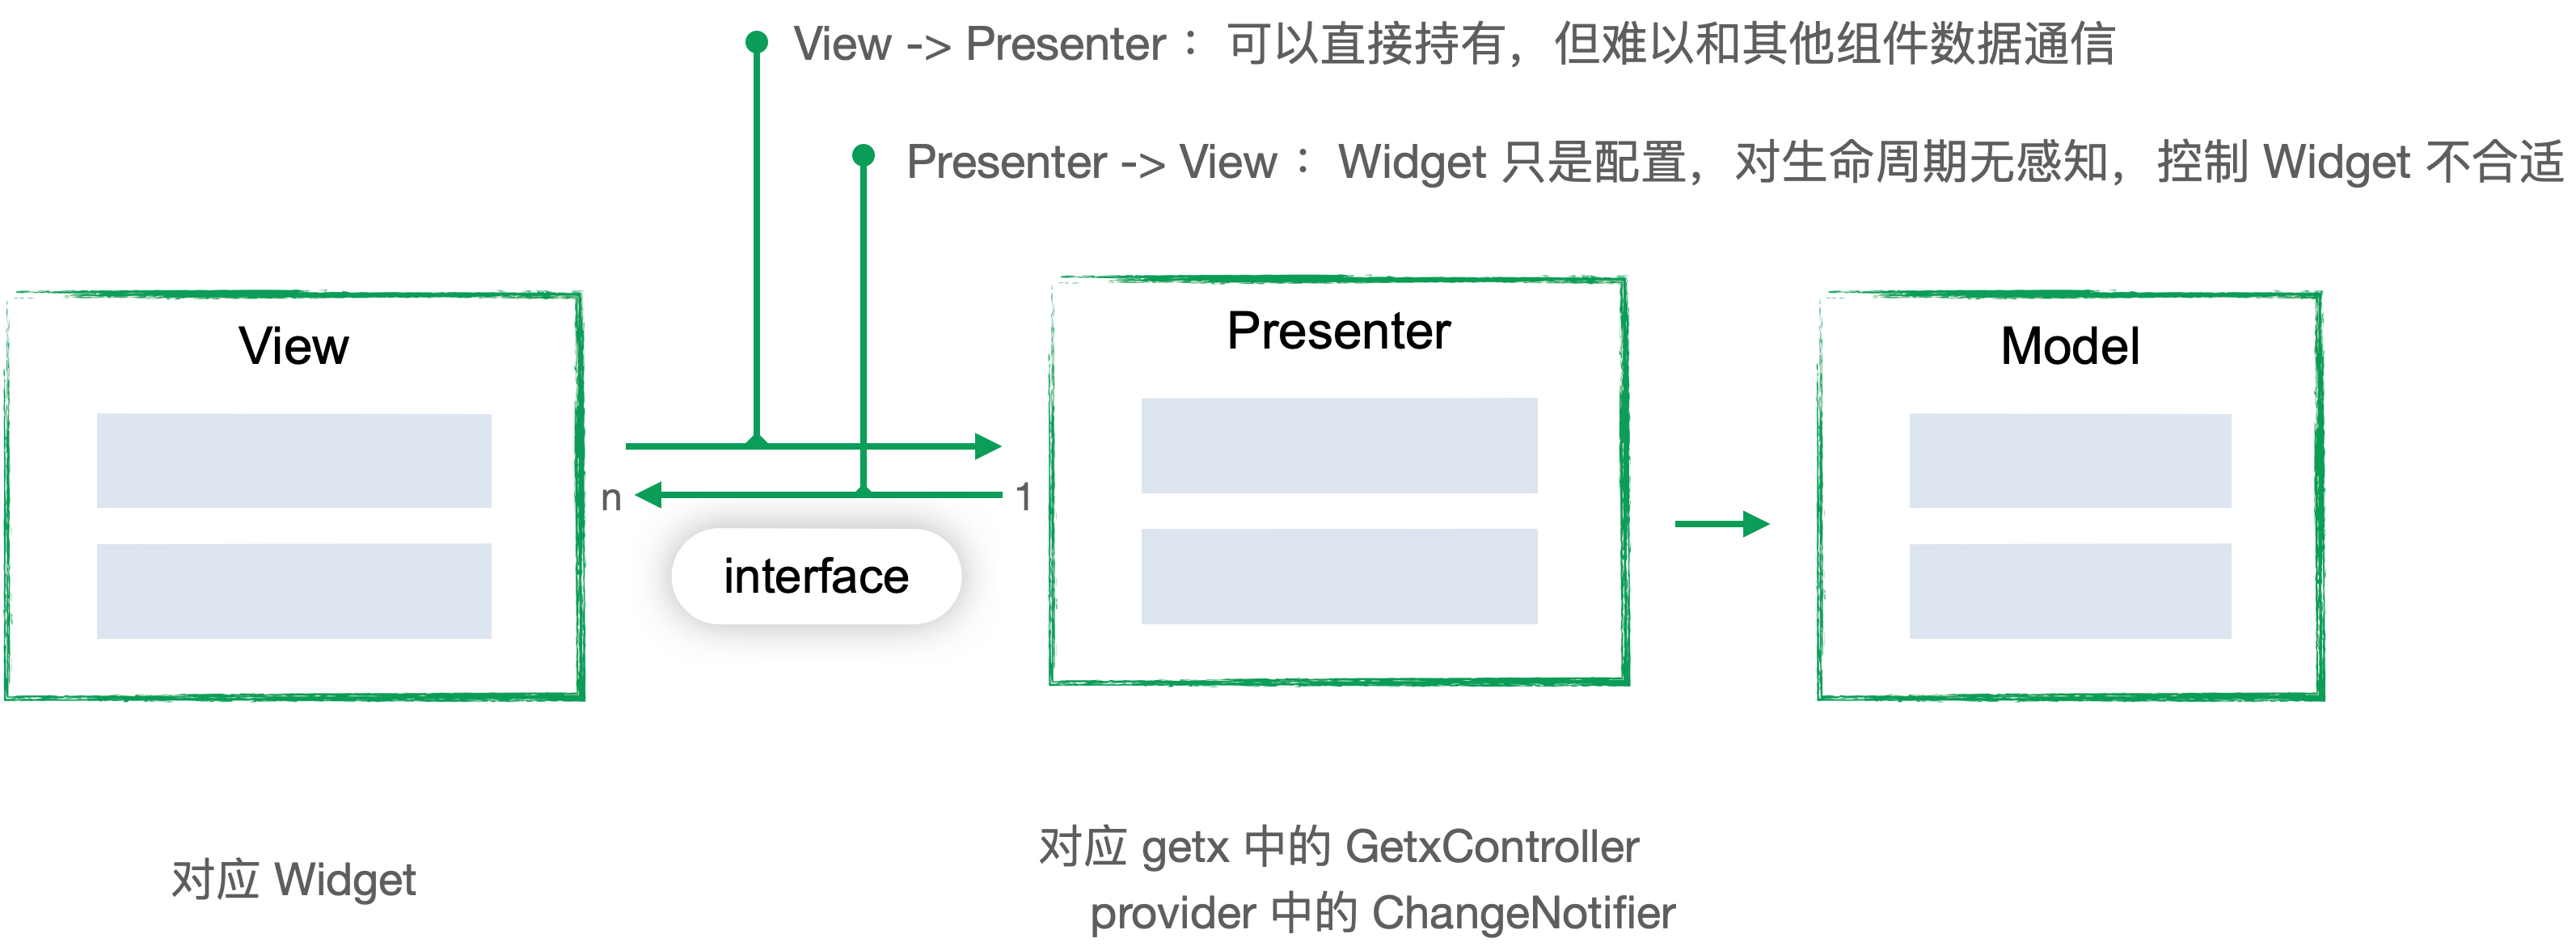 View -> Presenter： 可以直接持有，但难以和其他组件数据通信
Presenter -> View： Widget 只是配置，对生命周期无感知，控制 Widget 不合适
View
Presenter
Model
n
1
interface
对应 Widget
对应 getx 中的 GetxController
provider 中的 ChangeNotifier